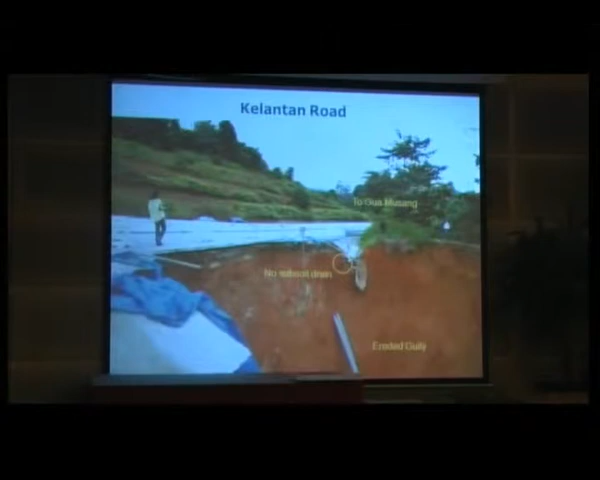 Kelantan Road
To Gua Musang
No subsoil drain
Eroded Gully